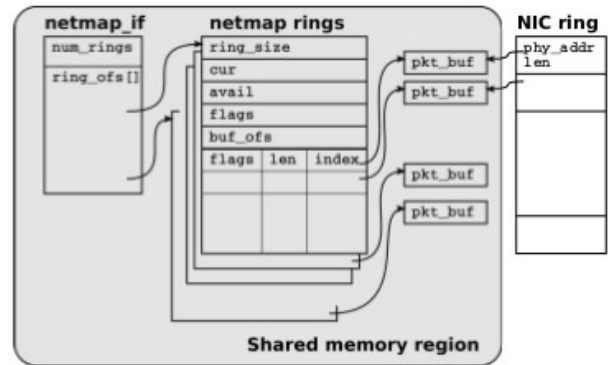 netmap_if
num_rings
ring_ofs[]
netmap rings
ring_size
cur
avail
flags
buf_ofs
flags len index
pkt_buf
pkt_buf
pkt_buf
pkt_buf
NIC ring
phy_addr
len
Shared memory region